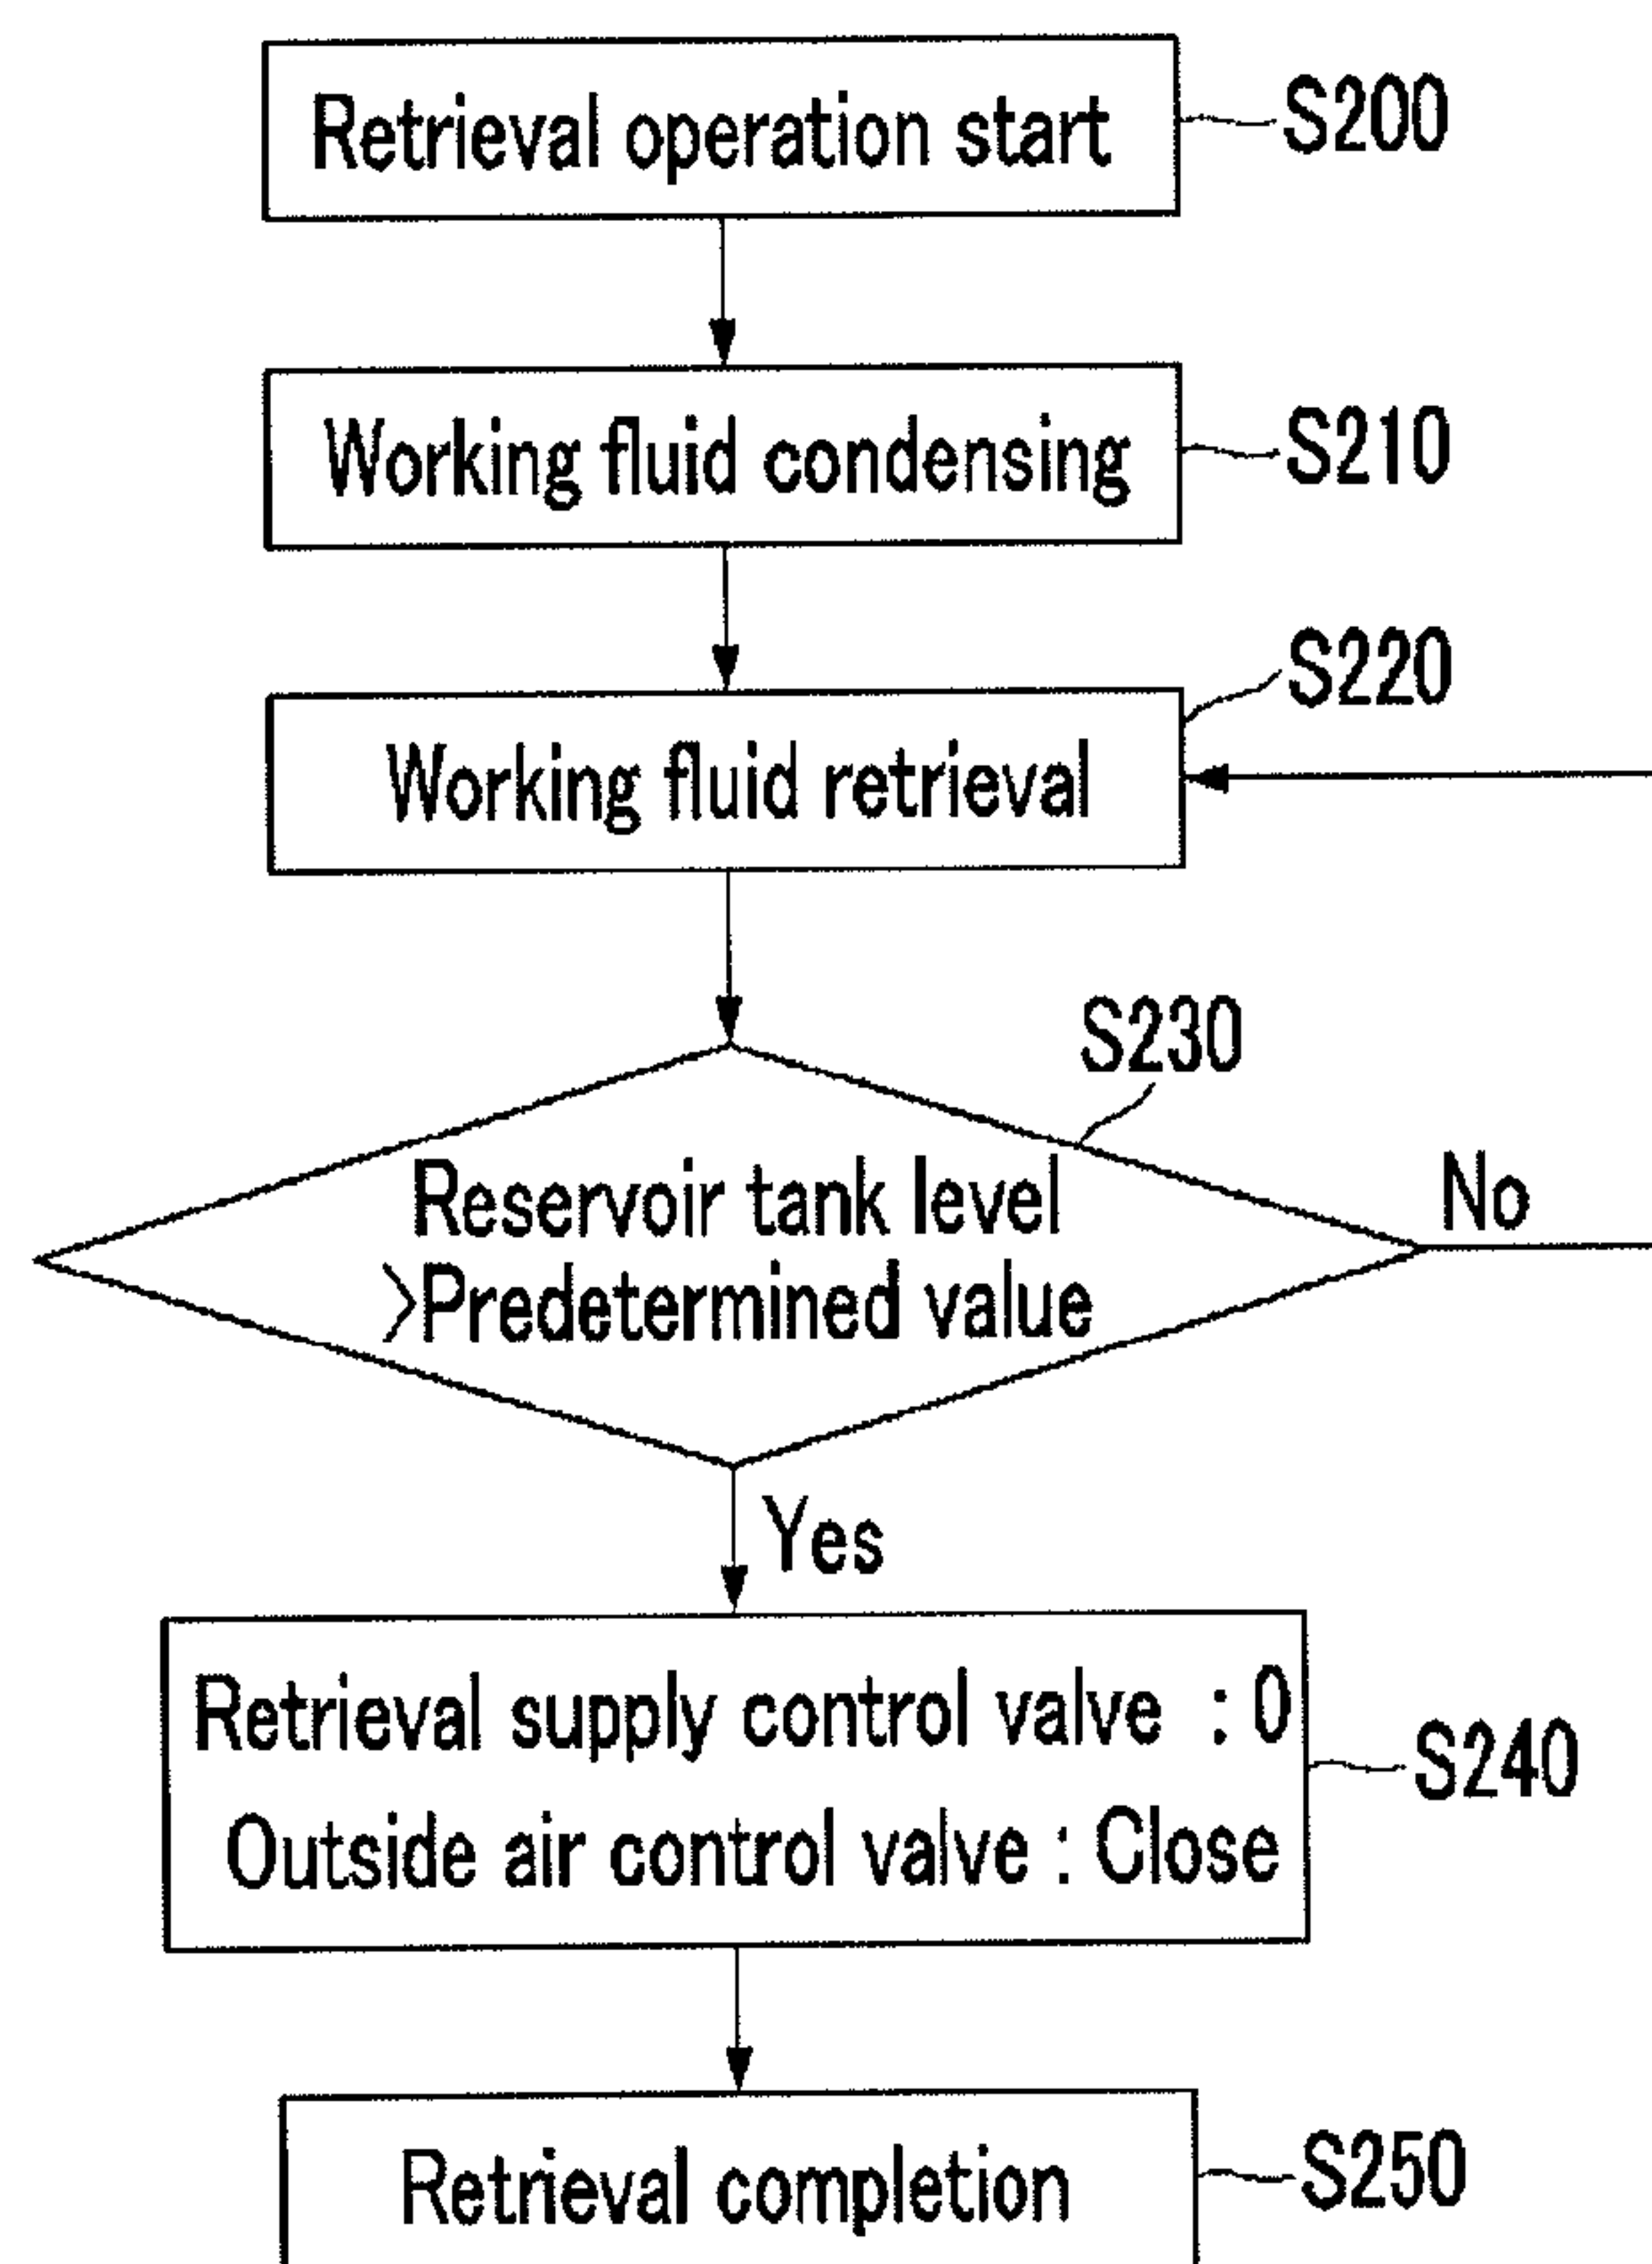 Retrieval operation start
S200
Working fluid condensing
S210
S220
Working fluid retrieval
S230
Reservoir tank level
>Predetermined value
No
Yes
Retrieval supply control valve : 0
Outside air control valve : Close
S240
Retrieval completion
S250